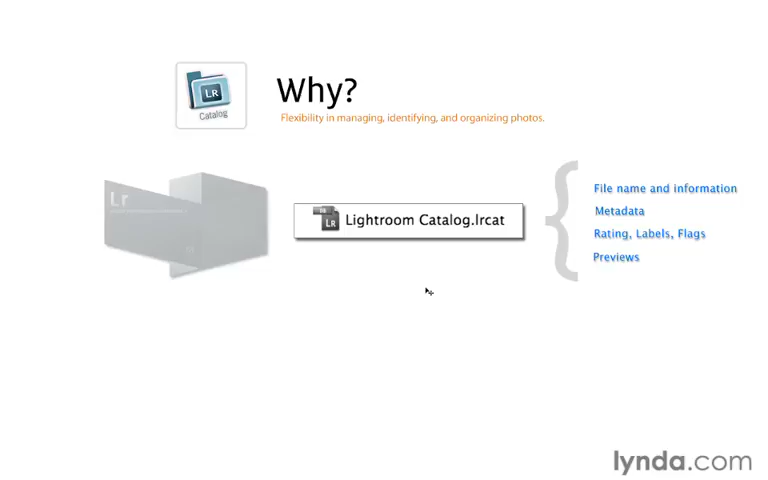 LR
Catalog
Why?
Flexibility in managing, identifying, and organizing photos.
Lr
LR
Lightroom Catalog.lrcat
File name and information
Metadata
Rating, Labels, Flags
Previews
lynda.com